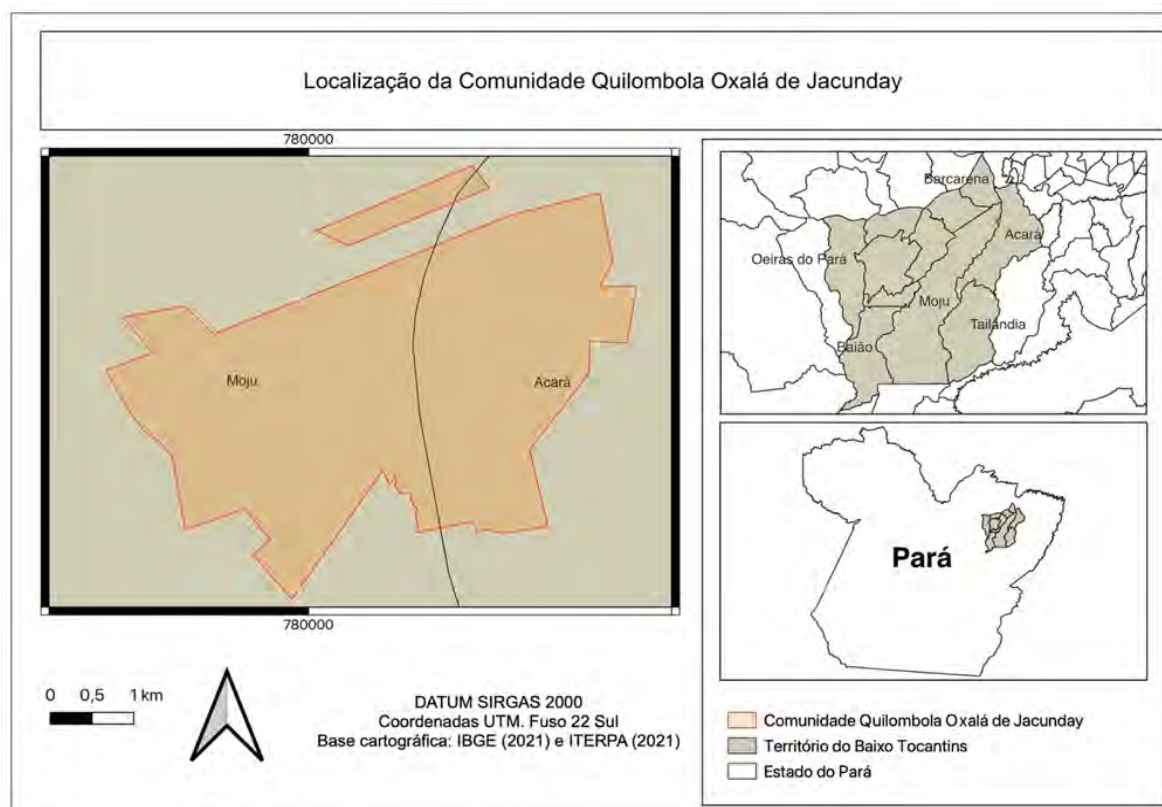 Localização da Comunidade Quilombola Oxalá de Jacunday
780000
Moju
Acará
780000
Barcarena
Acará
Oeiras do Pará
Moju
Tailândia
Baião
Pará
0 0,5 1 km
DATUM SIRGAS 2000
Coordenadas UTM. Fuso 22 Sul
Base cartográfica: IBGE (2021) e ITERPA (2021)
Comunidade Quilombola Oxalá de Jacunday
Território do Baixo Tocantins
Estado do Pará